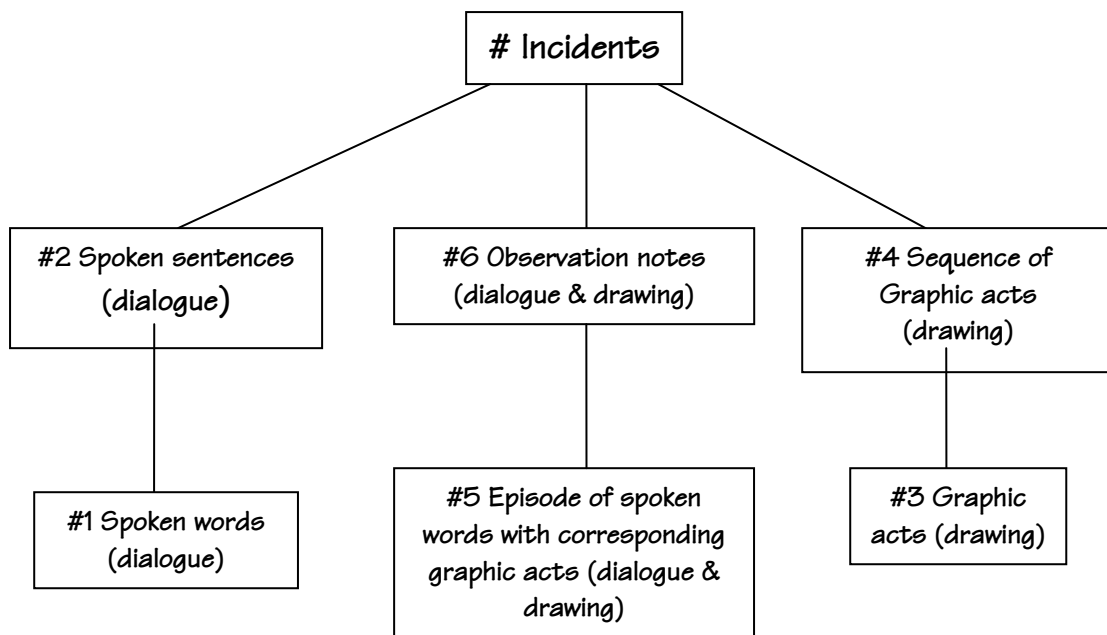 # Incidents
#2 Spoken sentences
(dialogue)
#6 Observation notes
(dialogue & drawing)
#4 Sequence of
Graphic acts
(drawing)
#1 Spoken words
(dialogue)
#5 Episode of spoken
words with corresponding
graphic acts (dialogue &
drawing)
#3 Graphic
acts (drawing)